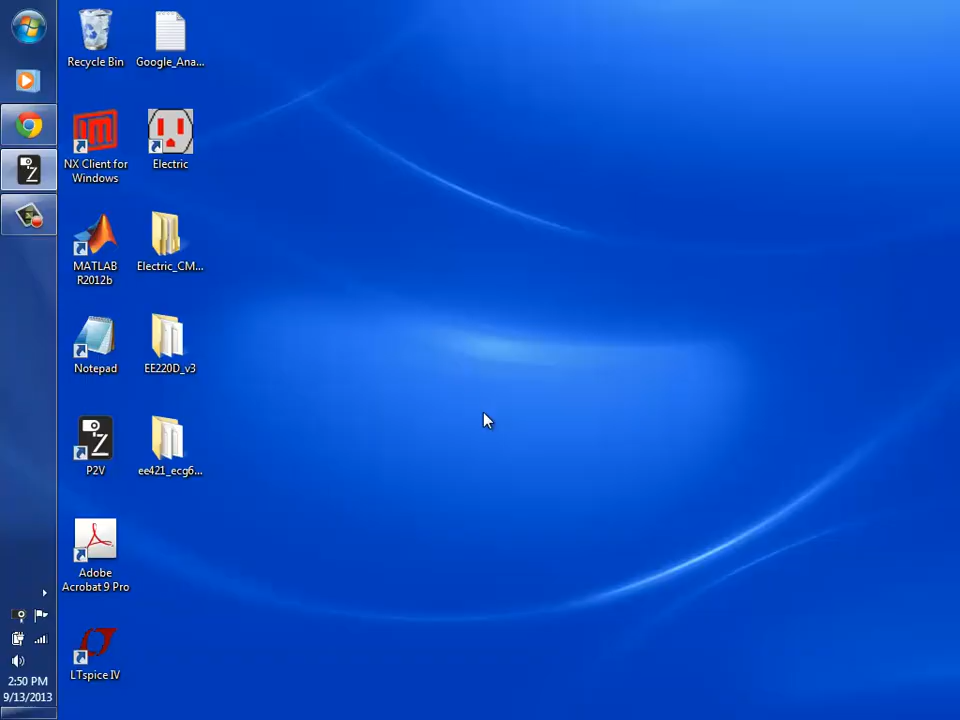 Recycle Bin
Google_Ana...
NX Client for
Windows
Electric
MATLAB
R2012b
Electric_CM...
Notepad
EE220D_v3
Z
P2V
ee421_ecg6...
Adobe
Acrobat 9 Pro
LTspice IV
2:50 PM
9/13/2013